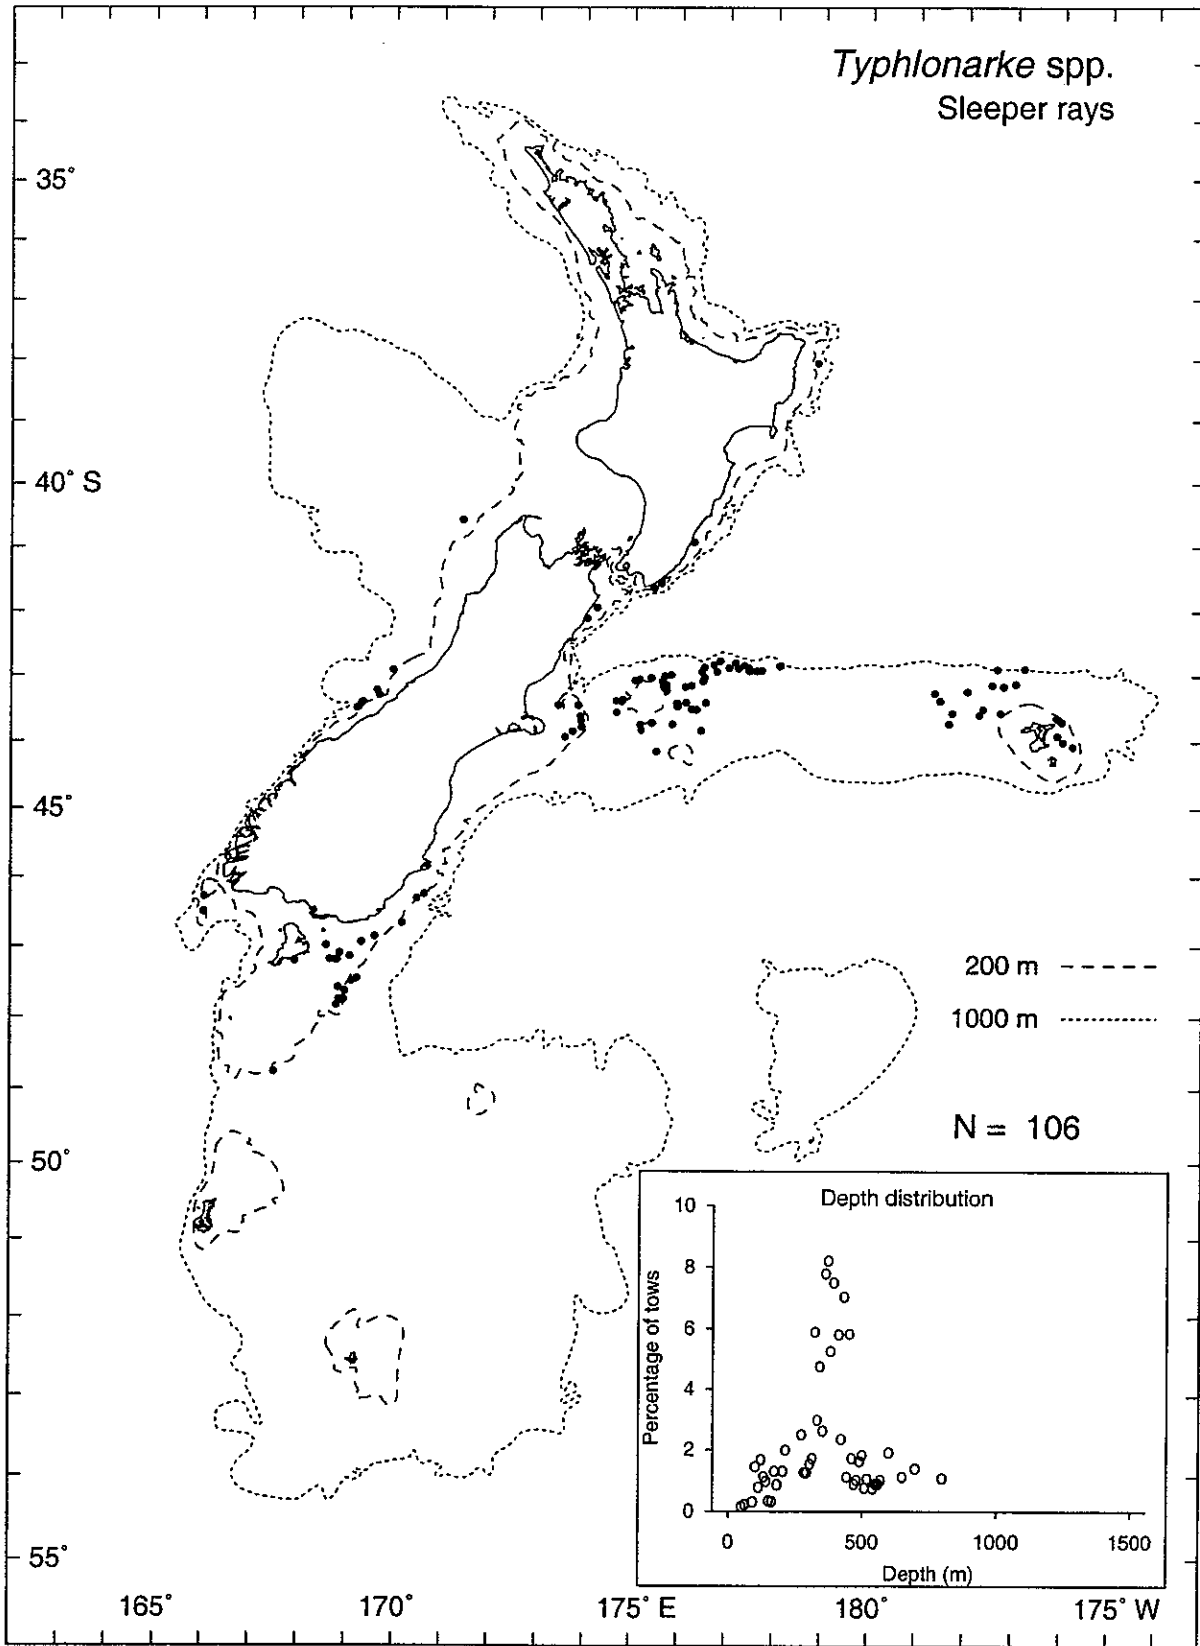 Typhlonarke spp.
Sleeper rays
35°
40° S
45°
50°
55°
200 m
1000 m
N = 106
Depth distribution
10
8
6
4
2
0
Percentage of tows
0 500 1000 1500
Depth (m)
165° 170° 175° E 180° 175° W